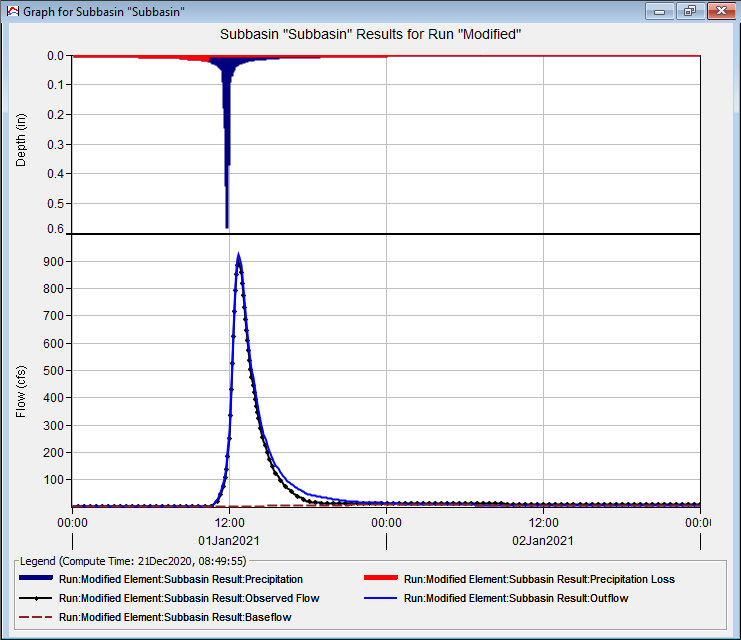 Graph for Subbasin "Subbasin"
Subbasin "Subbasin" Results for Run "Modified"
0.0
0.1
0.2
0.3
0.4
0.5
0.6
Depth (in)
900
800
700
600
500
400
300
200
100
Flow (cfs)
00:00 12:00 00:00 12:00 00:0
01Jan2021 02Jan2021
Legend (Compute Time: 21Dec2020, 08:49:55)
Run:Modified Element:Subbasin Result:Precipitation Run:Modified Element:Subbasin Result:Precipitation Loss
Run:Modified Element:Subbasin Result:Observed Flow Run:Modified Element:Subbasin Result:Outflow
Run:Modified Element:Subbasin Result:Baseflow